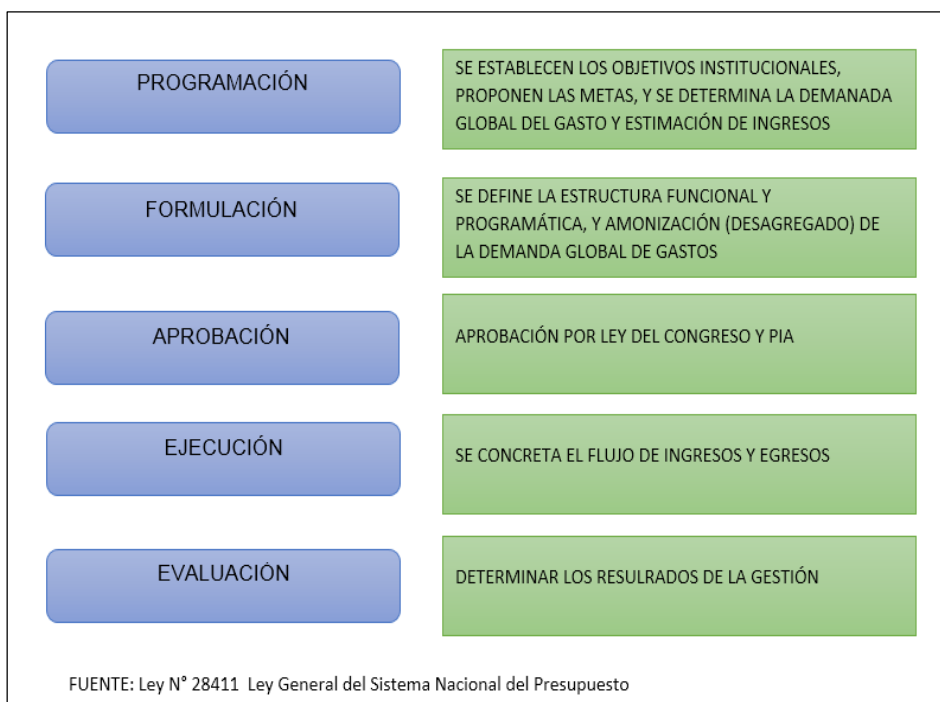 PROGRAMACIÓN
SE ESTABLECEN LOS OBJETIVOS INSTITUCIONALES,
PROPONEN LAS METAS, Y SE DETERMINA LA DEMANADA
GLOBAL DEL GASTO Y ESTIMACIÓN DE INGRESOS
FORMULACIÓN
SE DEFINE LA ESTRUCTURA FUNCIONAL Y
PROGRAMÁTICA, Y AMONIZACIÓN (DESAGREGADO) DE
LA DEMANDA GLOBAL DE GASTOS
APROBACIÓN
APROBACIÓN POR LEY DEL CONGRESO Y PIA
EJECUCIÓN
SE CONCRETA EL FLUJO DE INGRESOS Y EGRESOS
EVALUACIÓN
DETERMINAR LOS RESULRADOS DE LA GESTIÓN
FUENTE: Ley N° 28411 Ley General del Sistema Nacional del Presupuesto